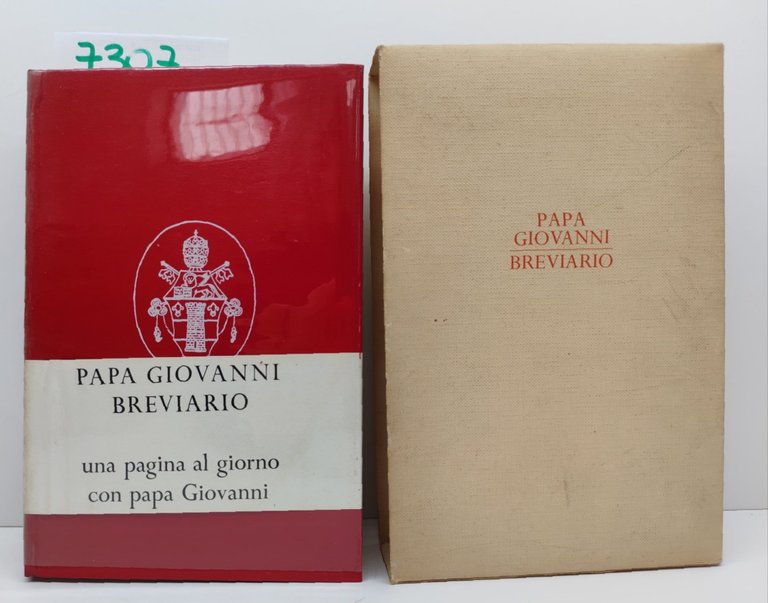 7302
PAPA GIOVANNI
BREVIARIO
una pagina al giorno
con papa Giovanni
PAPA
GIOVANNI
BREVIARIO